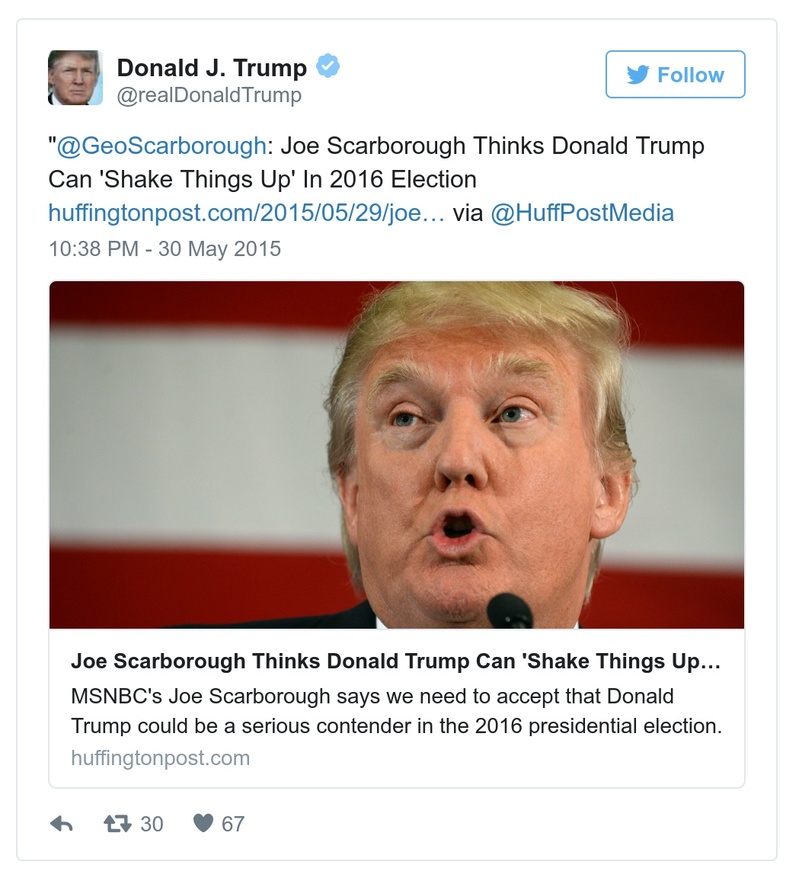 Donald J. Trump
@realDonaldTrump
Follow
"@GeoScarborough: Joe Scarborough Thinks Donald Trump
Can 'Shake Things Up' In 2016 Election
huffingtonpost.com/2015/05/29/joe… via @HuffPostMedia
10:38 PM - 30 May 2015
Joe Scarborough Thinks Donald Trump Can 'Shake Things Up…
MSNBC's Joe Scarborough says we need to accept that Donald
Trump could be a serious contender in the 2016 presidential election.
huffingtonpost.com
30 67